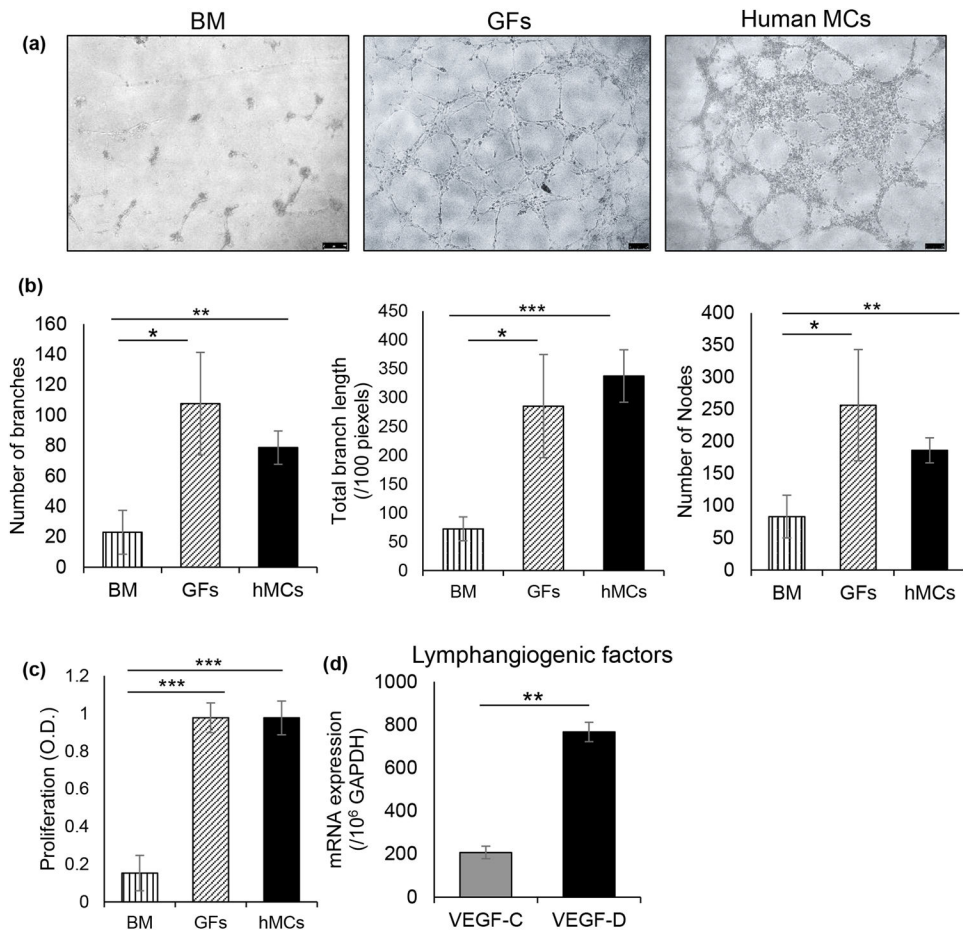 BM GFs Human MCs
(a)
(b)
**
*
160
140
120
100
80
60
40
20
0
Number of branches
BM GFs hMCs
***
*
450
400
350
300
250
200
150
100
50
0
Total branch length
(/100 piexels)
BM GFs hMCs
**
*
400
350
300
250
200
150
100
50
0
Number of Nodes
BM GFs hMCs
(c)
***
***
1.2
1
0.8
0.6
0.4
0.2
0
Proliferation (O.D.)
BM GFs hMCs
(d) Lymphangiogenic factors
**
1000
800
600
400
200
0
mRNA expression
(/10⁶ GAPDH)
VEGF-C VEGF-D